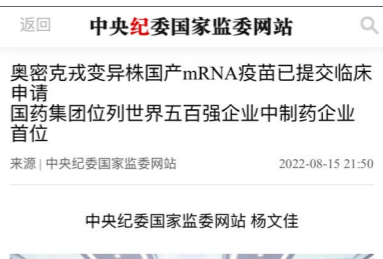 返回 中央纪委国家监委网站
奥密克戎变异株国产mRNA疫苗已提交临床
申请
国药集团位列世界五百强企业中制药企业
首位
来源 | 中央纪委国家监委网站 2022-08-15 21:50
中央纪委国家监委网站 杨文佳